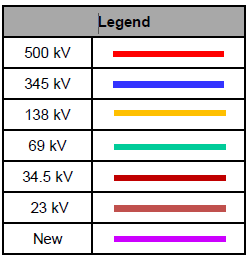 Legend
500 kV
345 kV
138 kV
69 kV
34.5 kV
23 kV
New